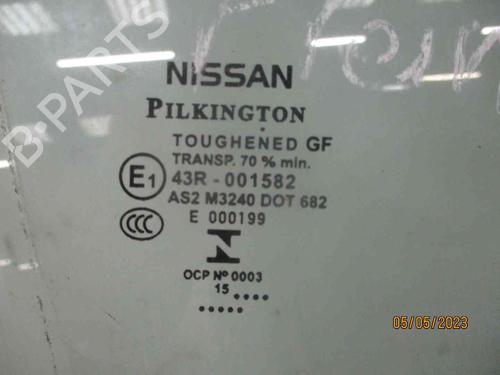 B-PARTS
NISSAN
PILKINGTON
TOUGHENED GF
TRANSP. 70 % min.
E1 43R - 001582
AS2 M3240 DOT 682
CCC E 000199
N
OCP Nº 0003
15
05/05/2023